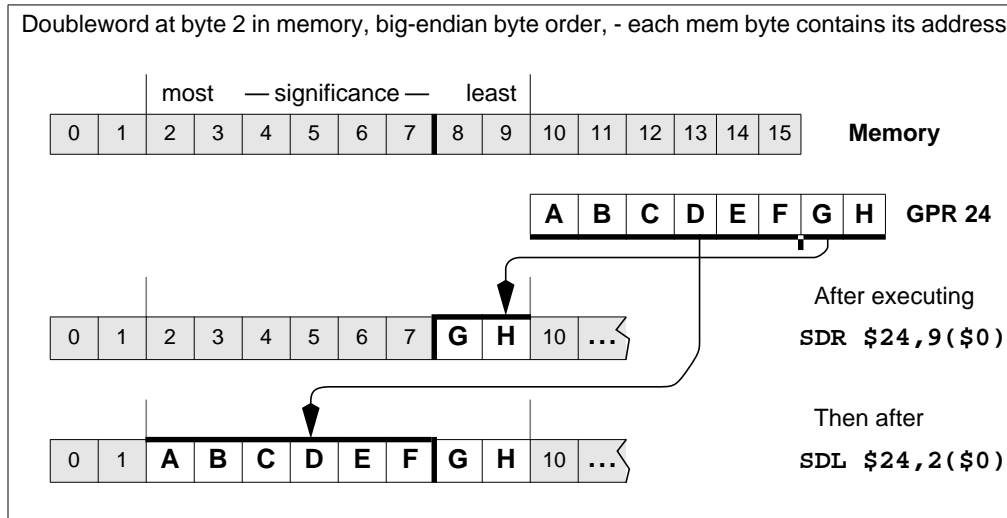 Doubleword at byte 2 in memory, big-endian byte order, - each mem byte contains its address
most — significance — least
0 1 2 3 4 5 6 7 8 9 10 11 12 13 14 15 Memory
A B C D E F G H GPR 24
After executing
0 1 2 3 4 5 6 7 G H 10 ... SDR $24,9($0)
Then after
0 1 A B C D E F G H 10 ... SDL $24,2($0)